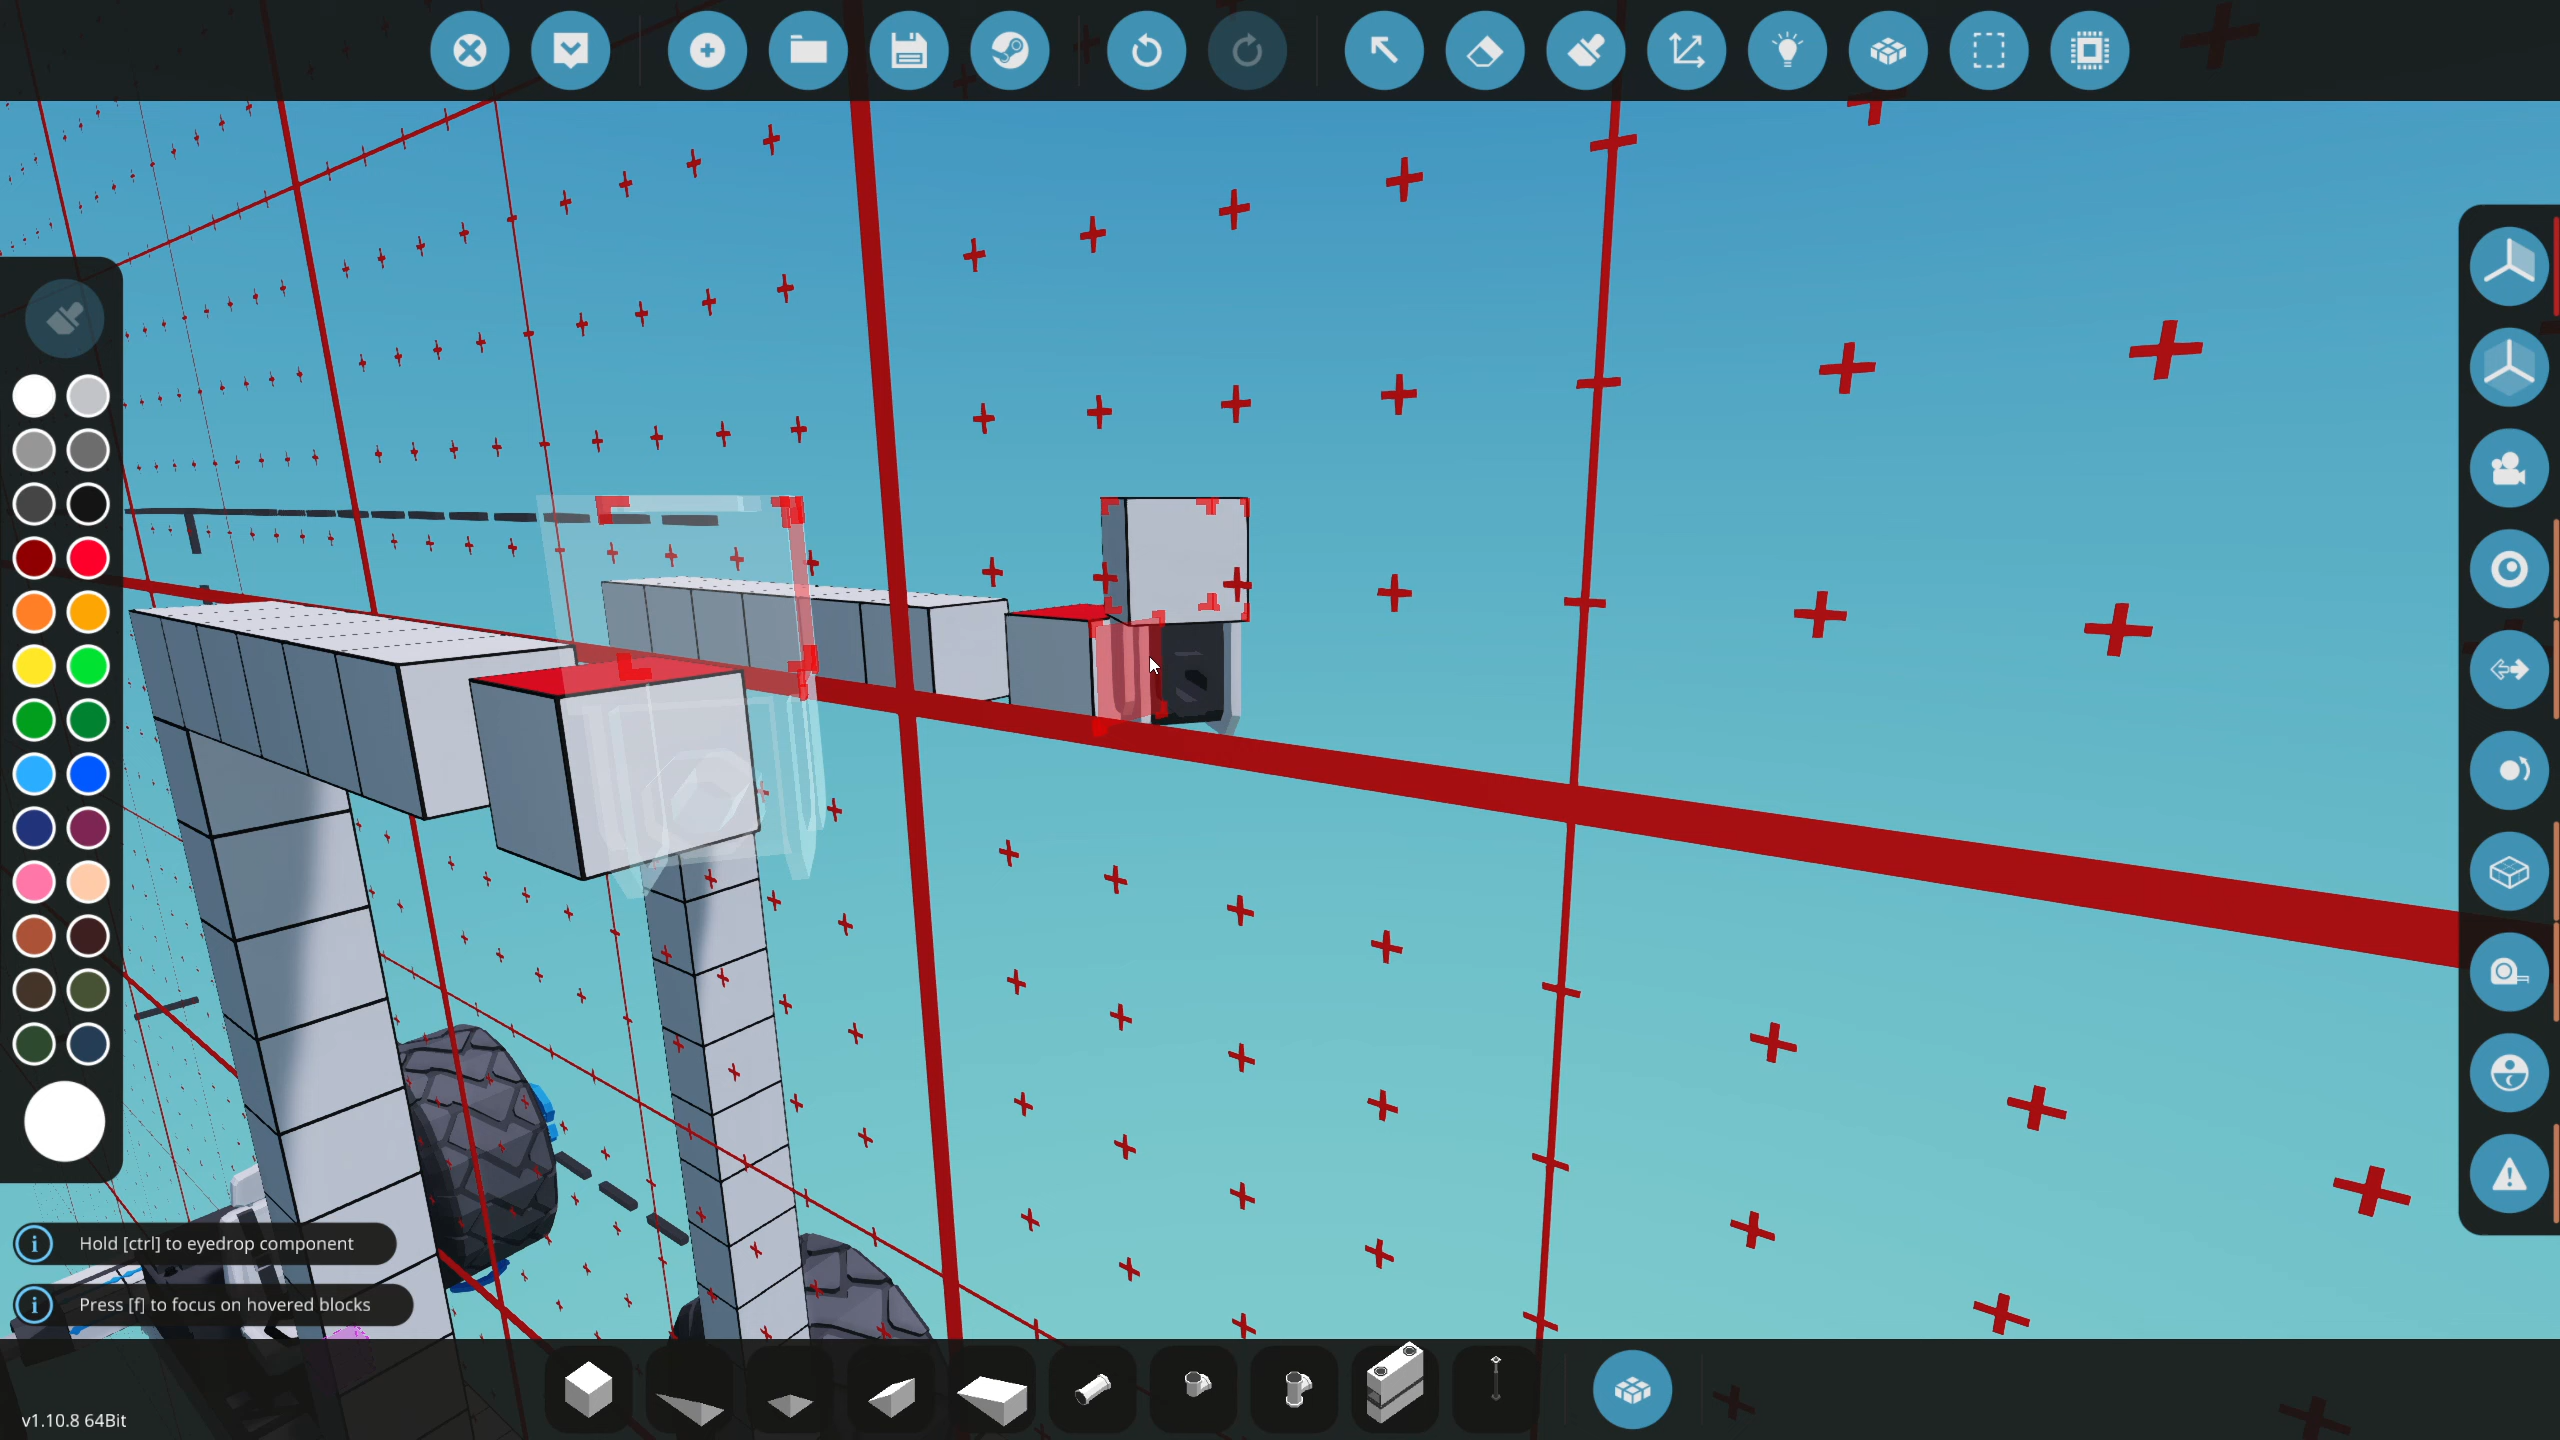 Hold [ctrl] to eyedrop component
Press [f] to focus on hovered blocks
v1.10.8 64Bit